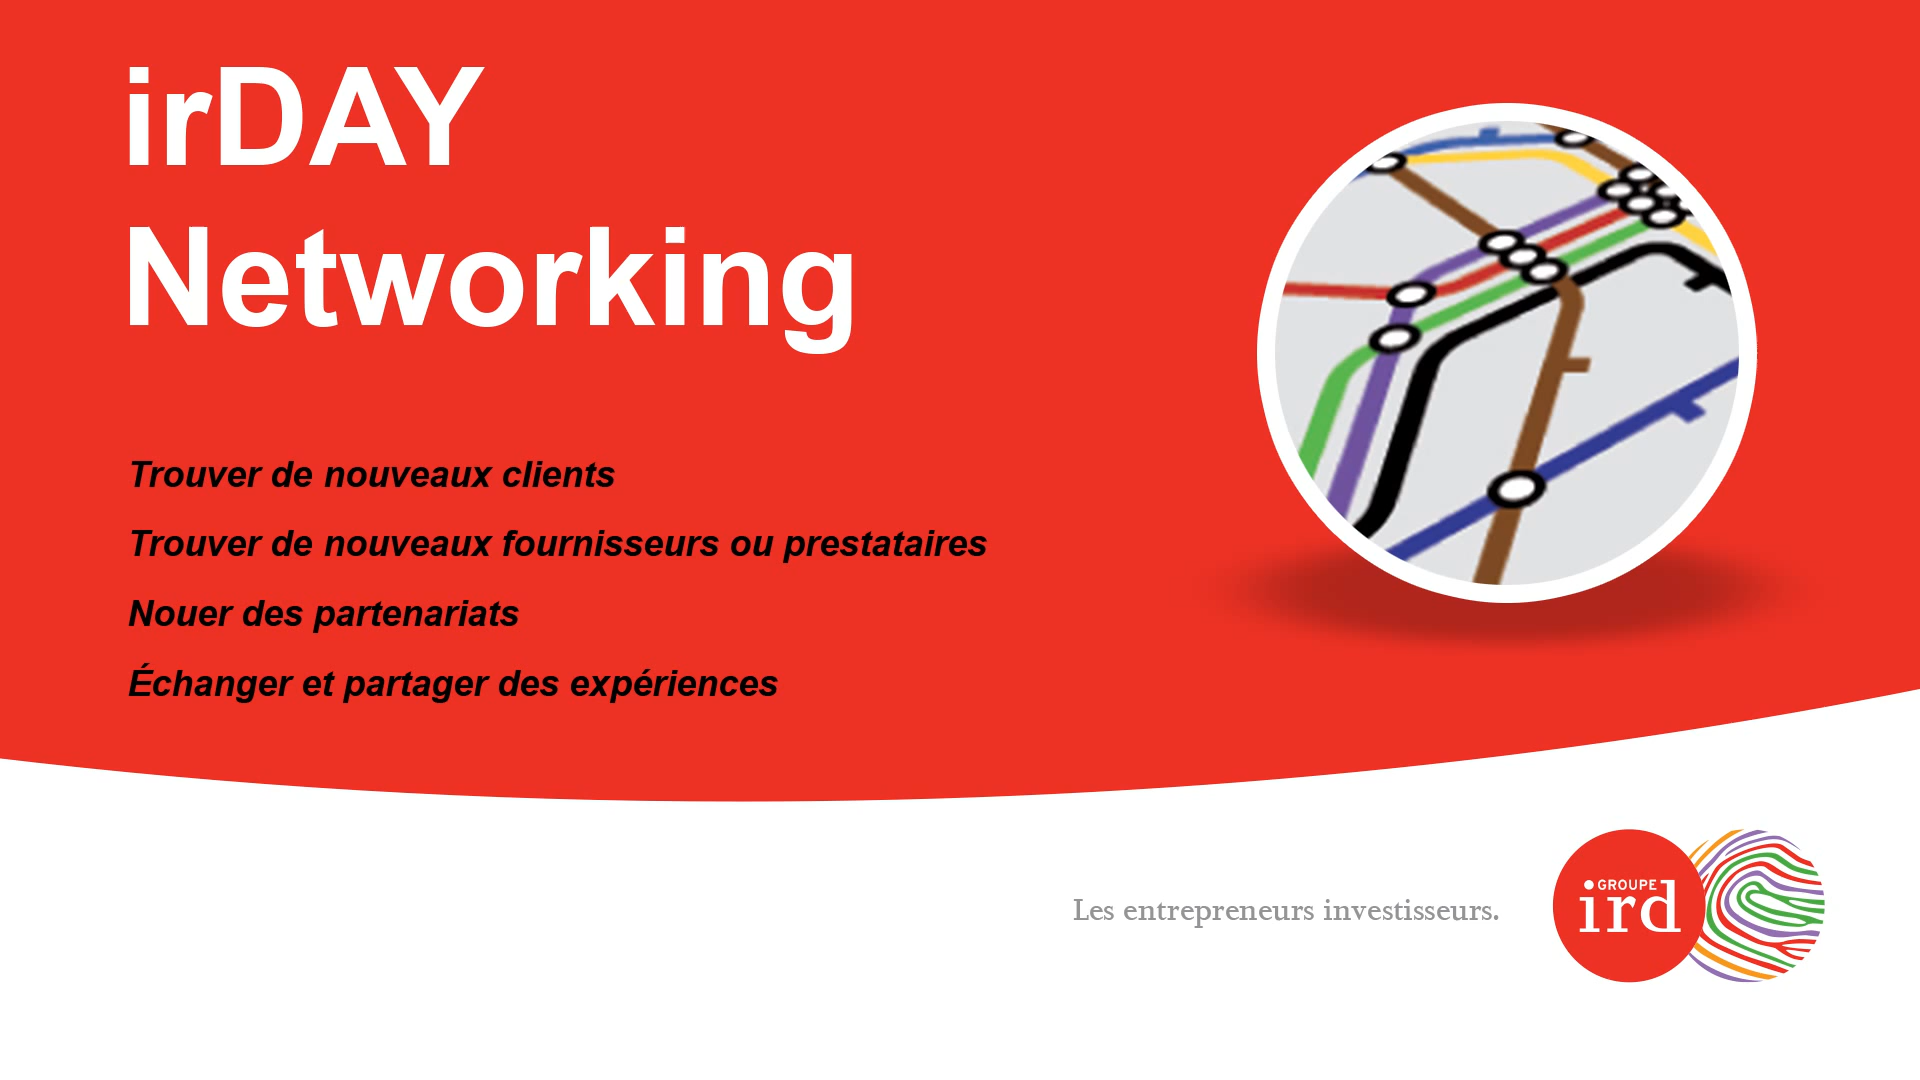 irDAY
Networking
Trouver de nouveaux clients
Trouver de nouveaux fournisseurs ou prestataires
Nouer des partenariats
Échanger et partager des expériences
Les entrepreneurs investisseurs.
GROUPE
ird